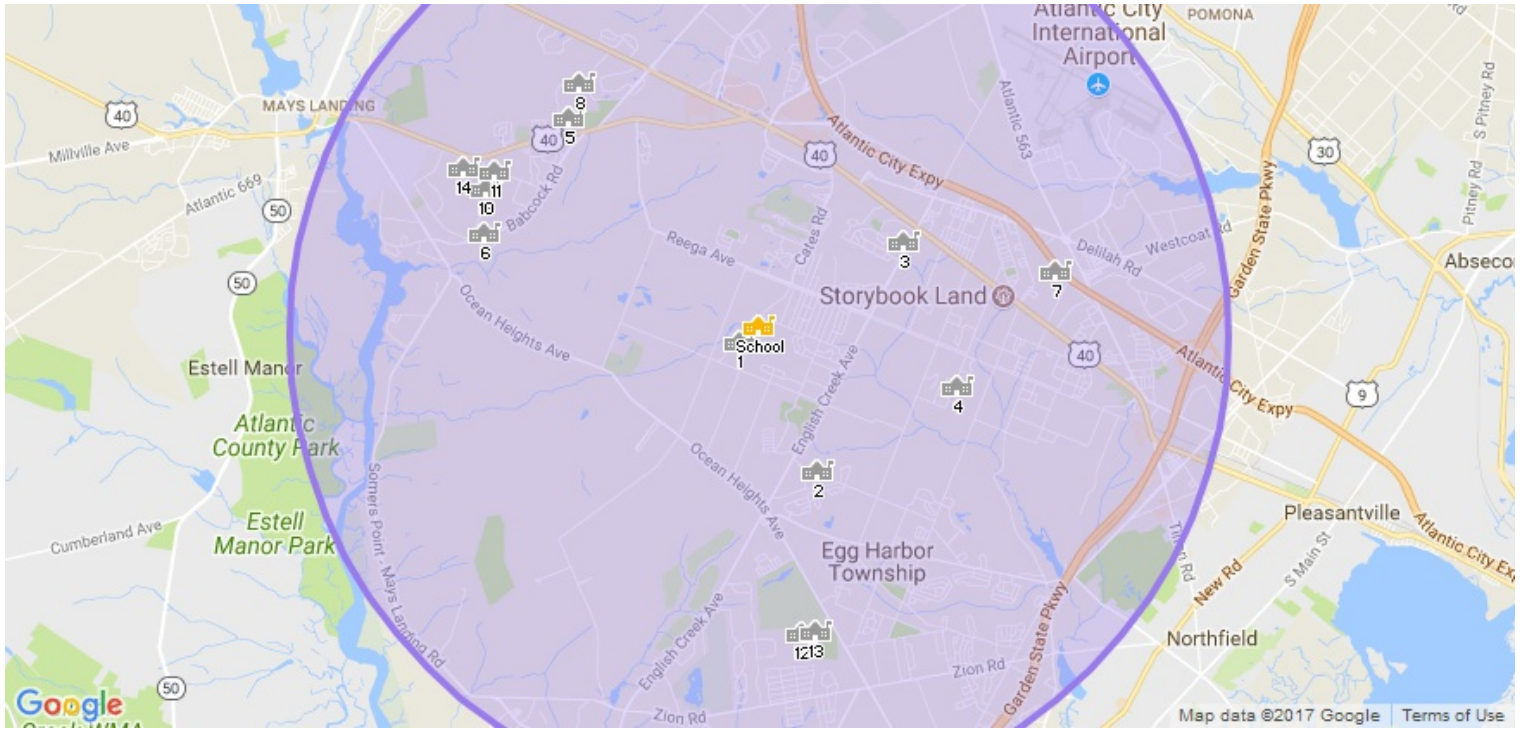 Atlantic City
International
Airport
POMONA
Rd
40
MAYS LANDING
8
5
40
Millville Ave
Atlantic 669
50
14
11
10
6
Babcock Rd
40
Atlantic City Expy
Atlantic 563
30
S Pitney Rd
Pitney Rd
Garden State Pkwy
Atlantic City Expy
Cates Rd
Reega Ave
3
Delilah Rd
Westcoat Rd
Absecon
50
Storybook Land
7
Ocean Heights Ave
School
1
40
Atlantic City Expy
Estell Manor
English Creek Ave
4
9
Atlantic
County Park
Somers Point - Mays Landing Rd
Ocean Heights Ave
2
Pleasantville
Cumberland Ave
Estell
Manor Park
Egg Harbor
Township
Tilton Rd
New Rd
S Main St
Atlantic City Expy
Garden State Pkwy
English Creek Ave
12
13
Zion Rd
Northfield
50
Zion Rd
Google
Map data ©2017 Google
Terms of Use